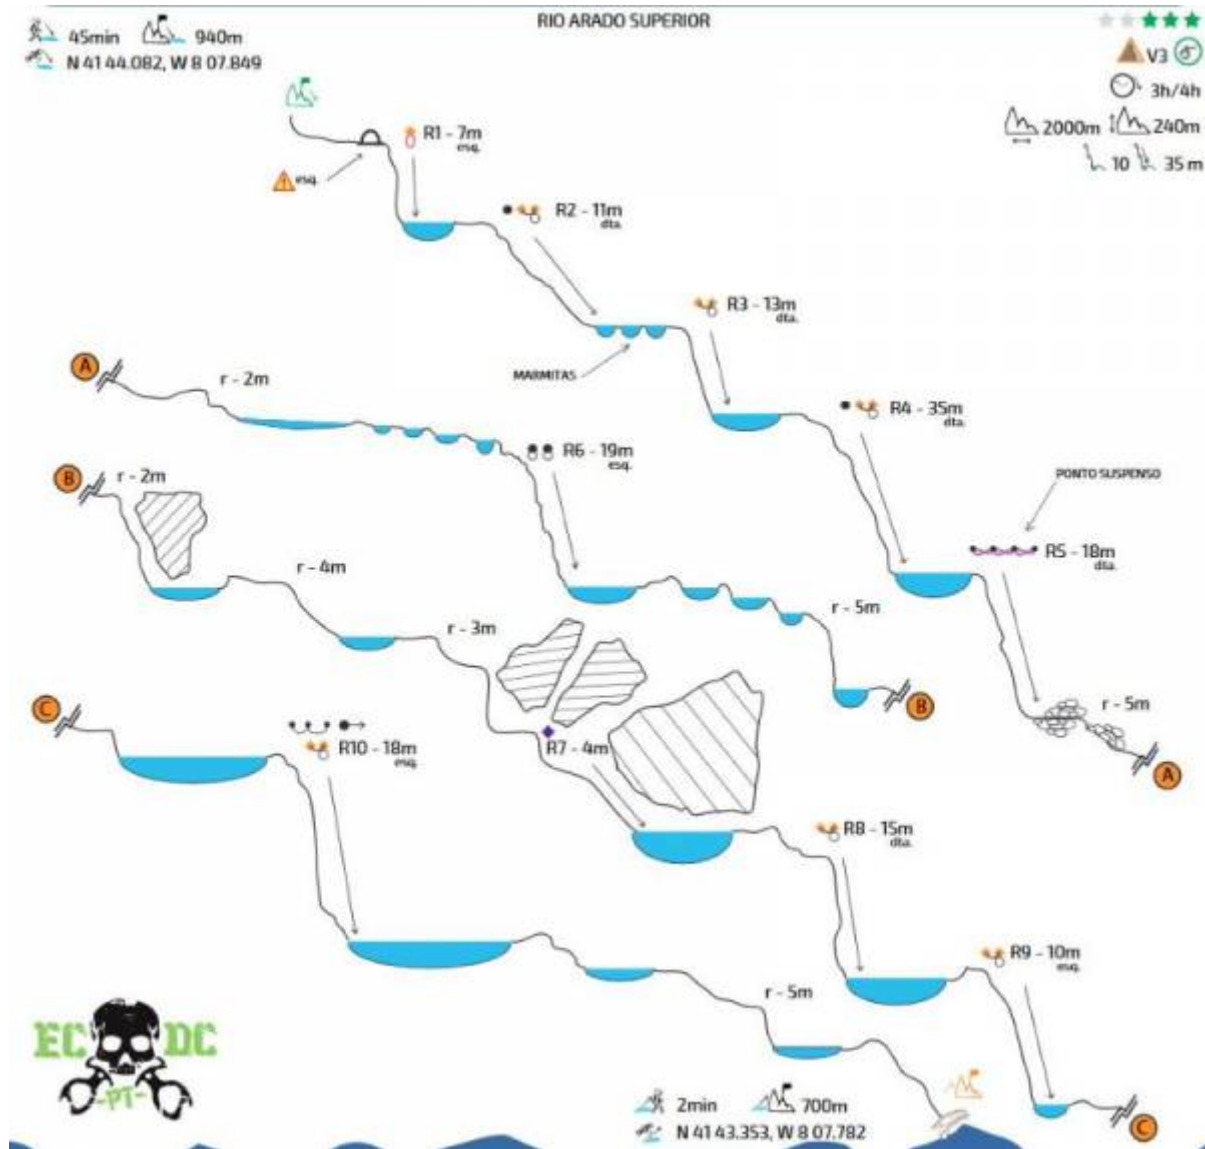 RIO ARADO SUPERIOR
45min 940m
N 41 44.082, W 8 07.849
V3
3h/4h
2000m 240m
10 35 m
R1 - 7m
esq.
esq.
R2 - 11m
dta.
R3 - 13m
dta.
MARMITAS
A
r - 2m
R4 - 35m
dta.
R6 - 19m
esq.
B
r - 2m
PONTO SUSPENSO
R5 - 18m
dta.
r - 4m
r - 5m
r - 3m
B
r - 5m
C
R10 - 18m
esq.
R7 - 4m
A
R8 - 15m
dta.
R9 - 10m
esq.
r - 5m
EC DC
-PT-
2min 700m
N 41 43.353, W 8 07.782
C